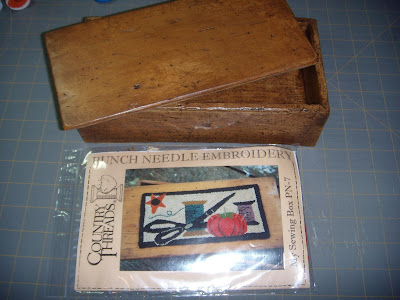 PUNCH NEEDLE EMBROIDERY
COUNTRY
THREADS
My Sewing Box PN-7